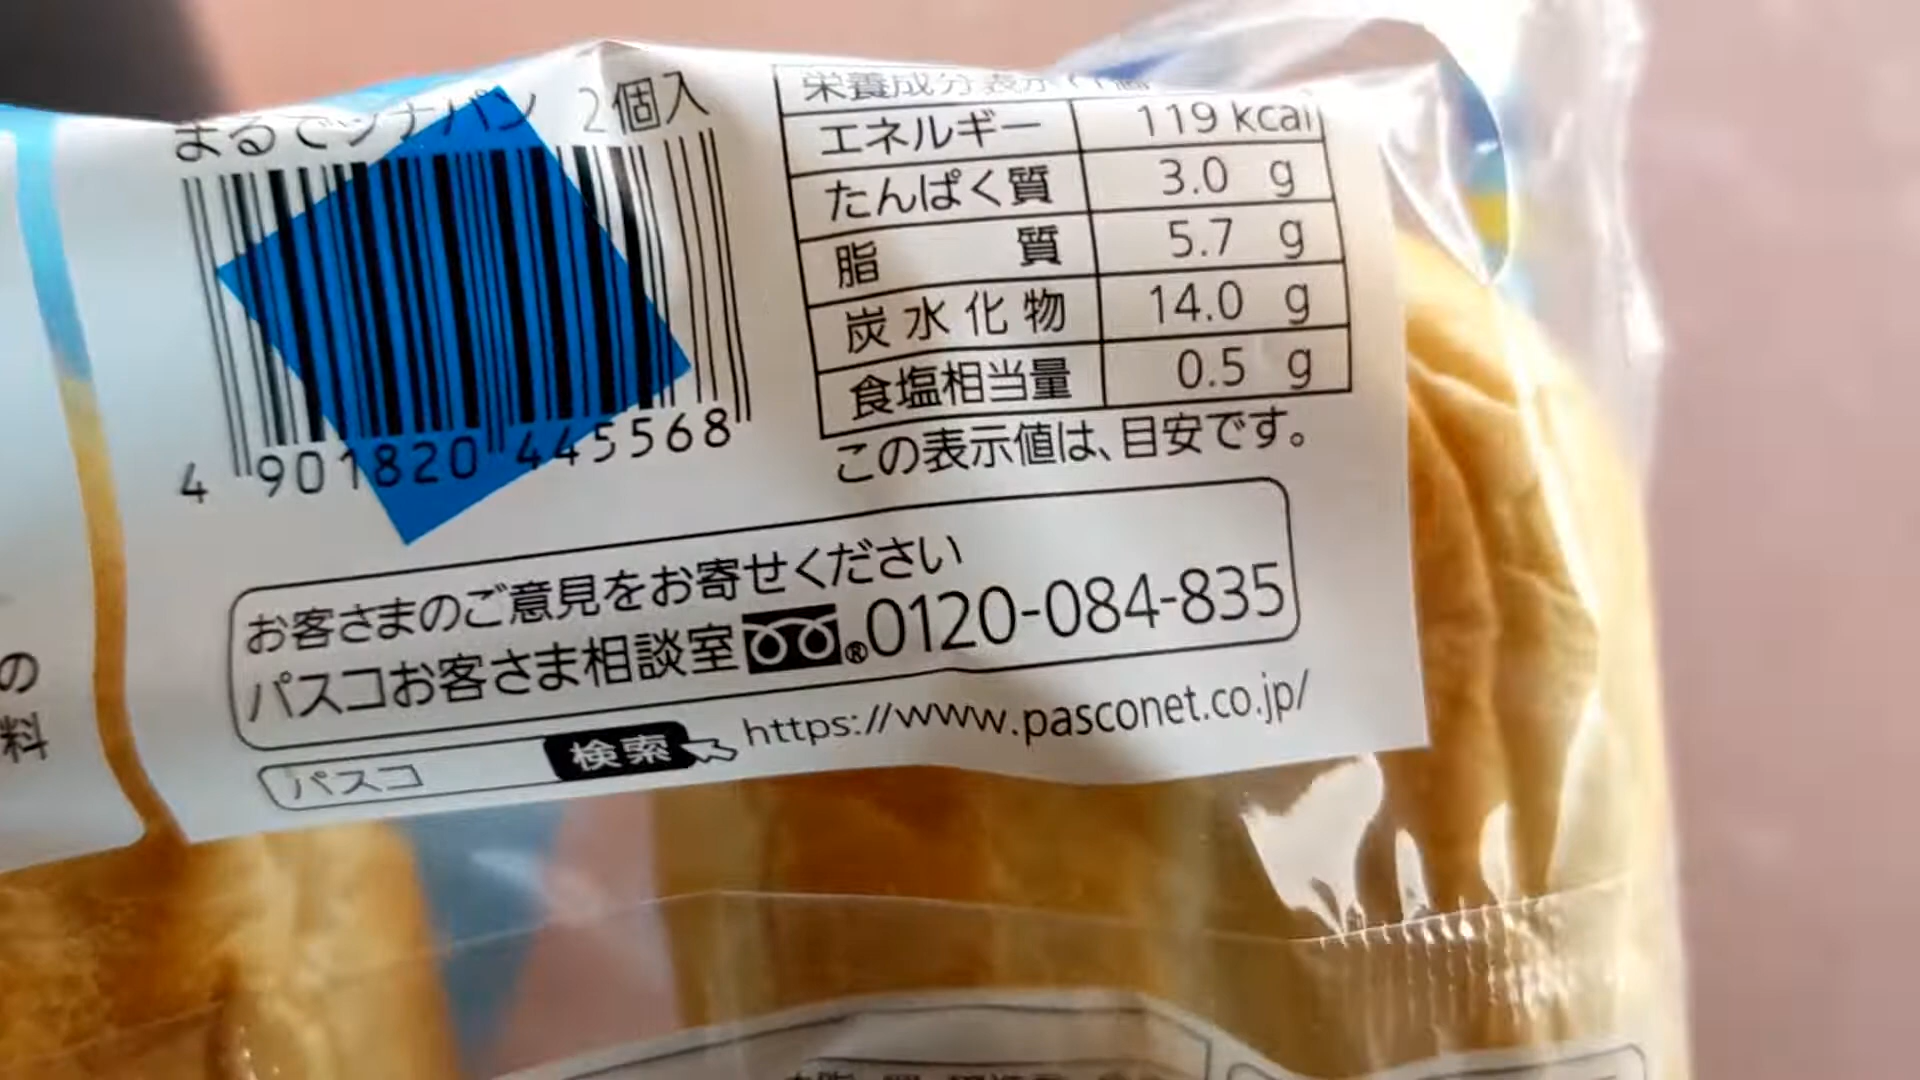 まるでツナパン 2個入
4 901820 445568
栄養成分表示
エネルギー 119 kcal
たんぱく質 3.0 g
脂質 5.7 g
炭水化物 14.0 g
食塩相当量 0.5 g
この表示値は、目安です。
お客さまのご意見をお寄せください
パスコお客さま相談室 ®0120-084-835
パスコ 検索 https://www.pasconet.co.jp/
の
料